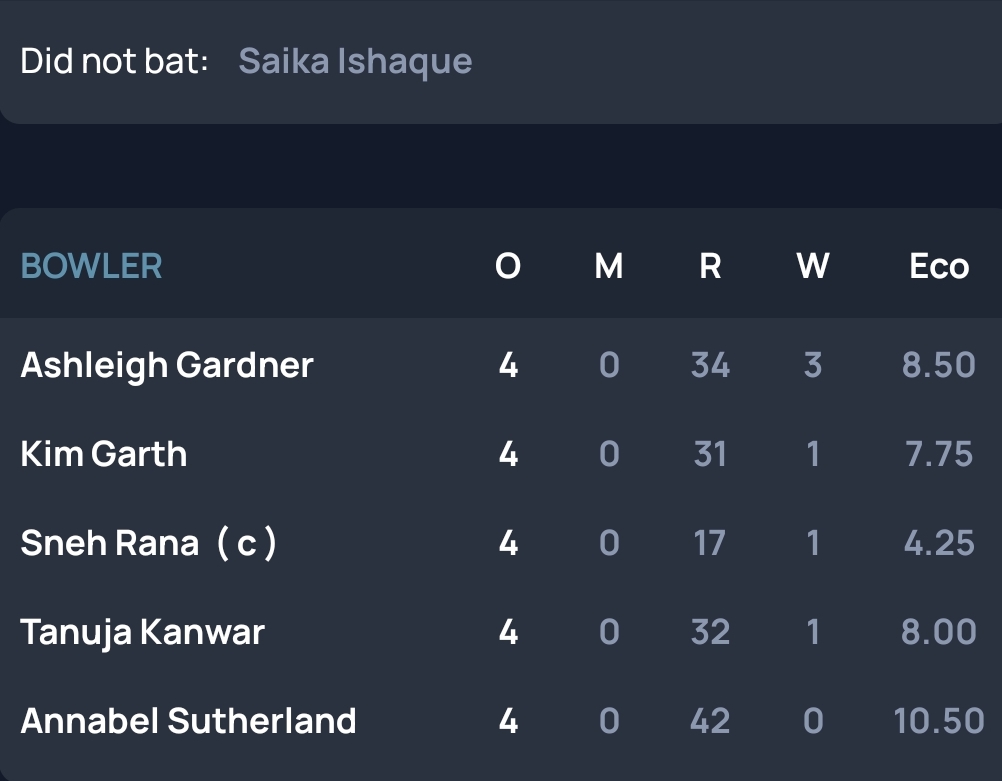 Did not bat: Saika Ishaque
BOWLER O M R W Eco
Ashleigh Gardner 4 0 34 3 8.50
Kim Garth 4 0 31 1 7.75
Sneh Rana ( c ) 4 0 17 1 4.25
Tanuja Kanwar 4 0 32 1 8.00
Annabel Sutherland 4 0 42 0 10.50